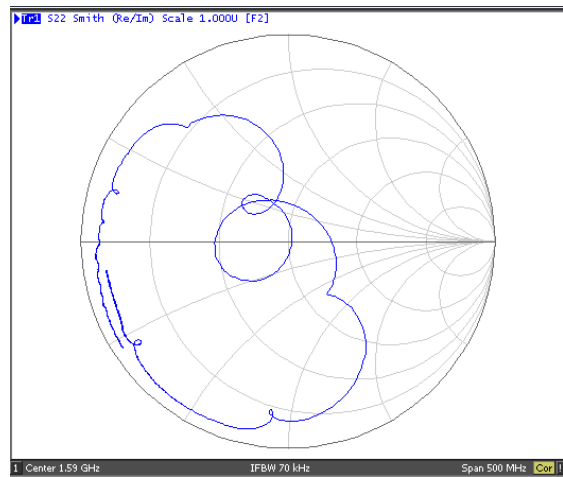 Tr1 S22 Smith (Re/Im) Scale 1.000U [F2]
1 Center 1.59 GHz IFBW 70 kHz Span 500 MHz Cor !